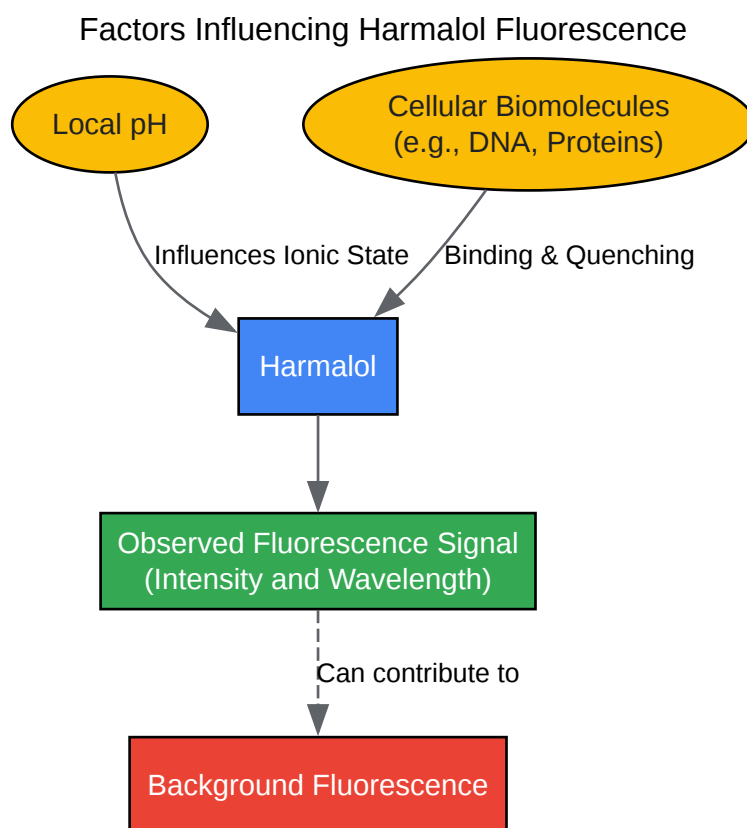 Factors Influencing Harmalol Fluorescence
Local pH
Cellular Biomolecules
(e.g., DNA, Proteins)
Influences Ionic State
Binding & Quenching
Harmalol
Observed Fluorescence Signal
(Intensity and Wavelength)
Can contribute to
Background Fluorescence